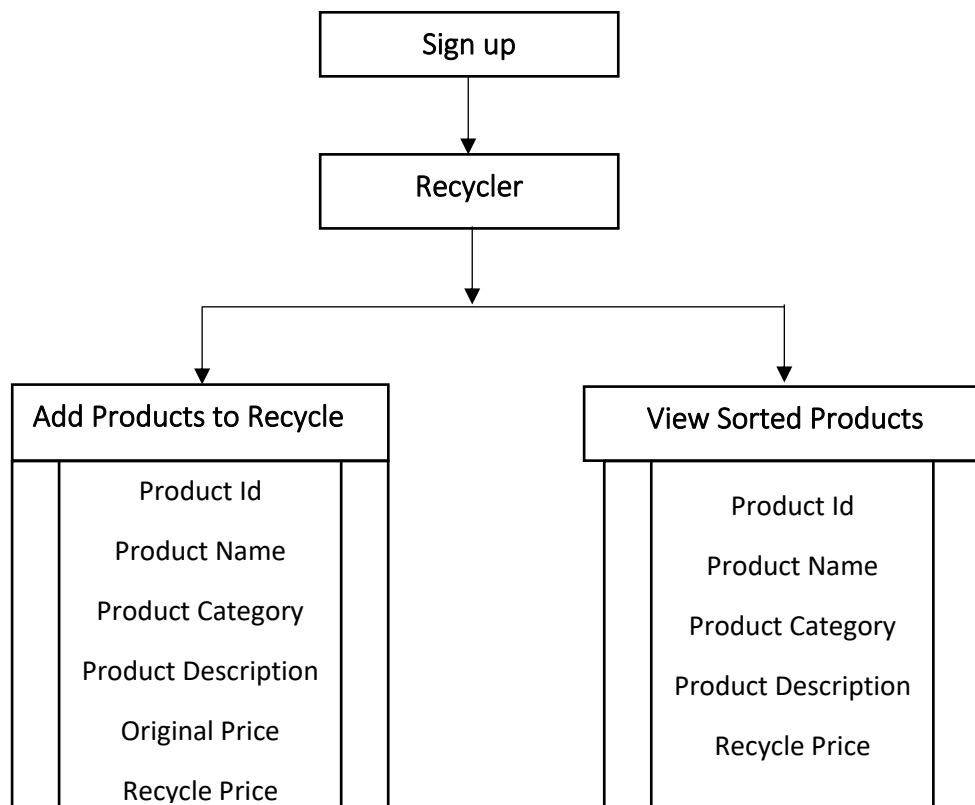 Sign up
Recycler
Add Products to Recycle
Product Id
Product Name
Product Category
Product Description
Original Price
Recycle Price
View Sorted Products
Product Id
Product Name
Product Category
Product Description
Recycle Price